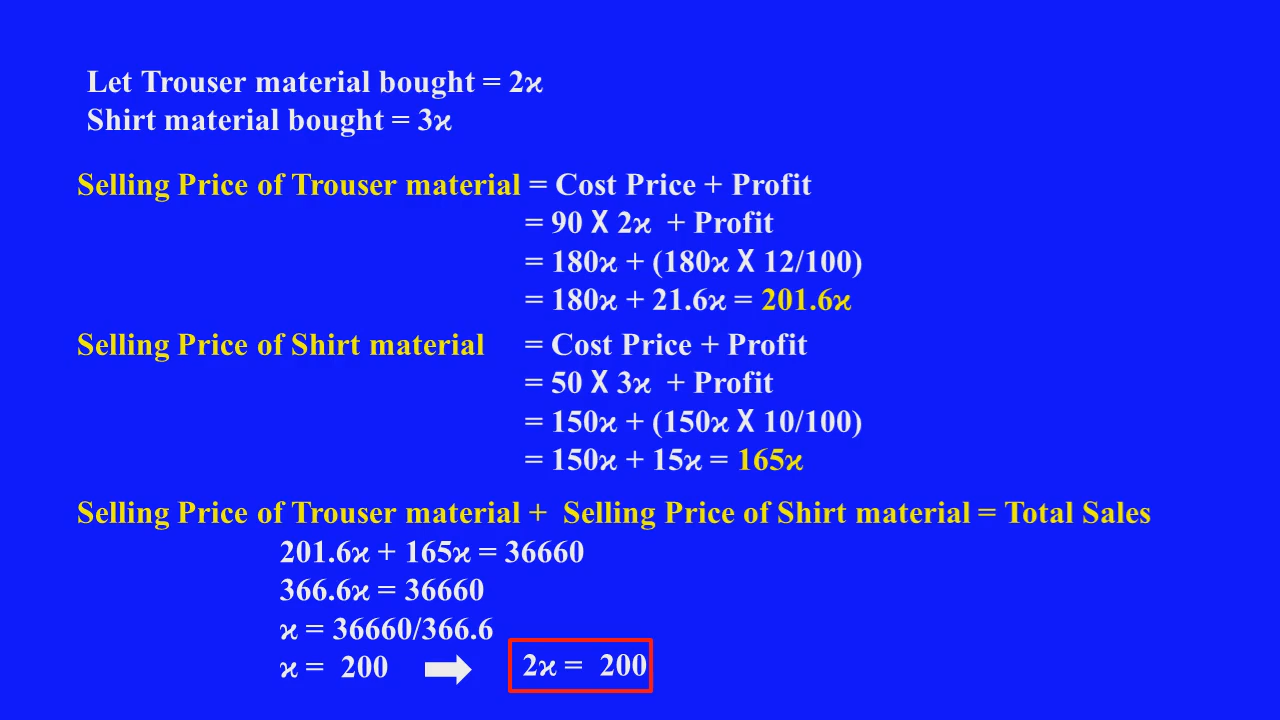 Let Trouser material bought = 2ϰ
Shirt material bought = 3ϰ
Selling Price of Trouser material = Cost Price + Profit
= 90 X 2ϰ + Profit
= 180ϰ + (180ϰ X 12/100)
= 180ϰ + 21.6ϰ = 201.6ϰ
Selling Price of Shirt material = Cost Price + Profit
= 50 X 3ϰ + Profit
= 150ϰ + (150ϰ X 10/100)
= 150ϰ + 15ϰ = 165ϰ
Selling Price of Trouser material + Selling Price of Shirt material = Total Sales
201.6ϰ + 165ϰ = 36660
366.6ϰ = 36660
ϰ = 36660/366.6
ϰ = 200 2ϰ = 200